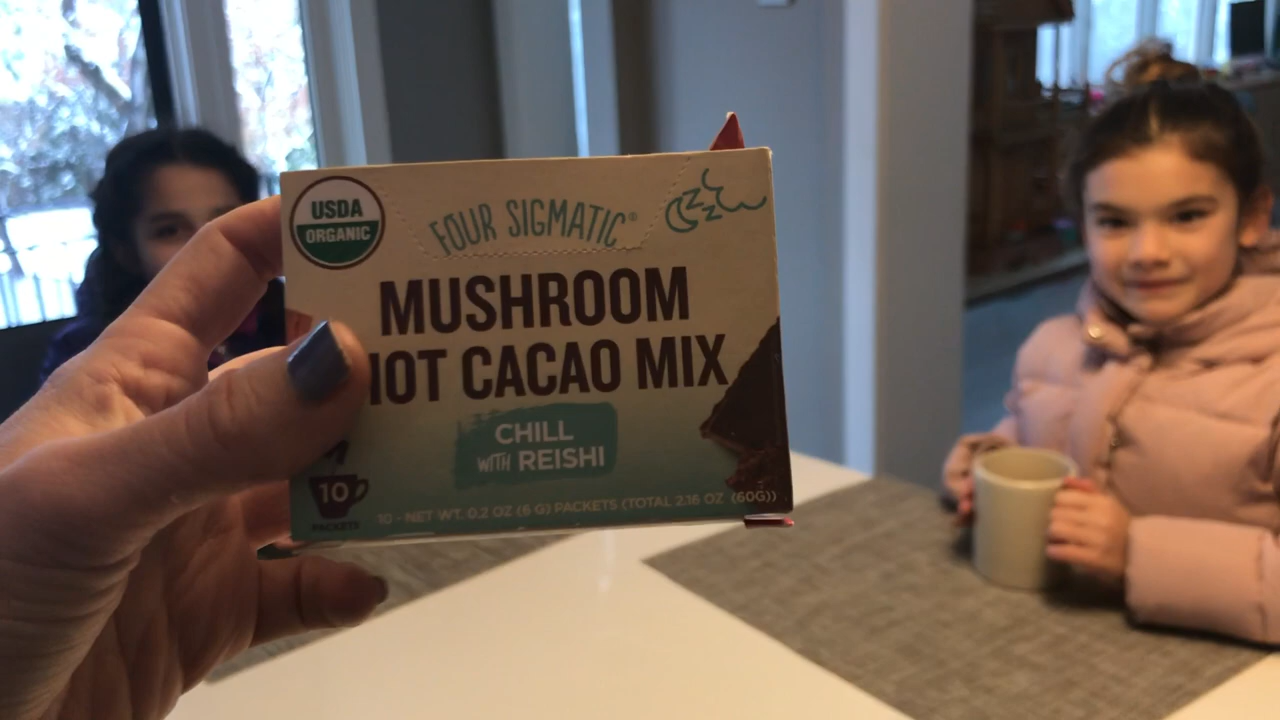 USDA
ORGANIC
FOUR SIGMATIC®
zzz
MUSHROOM
HOT CACAO MIX
CHILL
WITH REISHI
10
PACKETS
10 - NET WT. 0.2 OZ (6 G) PACKETS (TOTAL 2.16 OZ (60G))